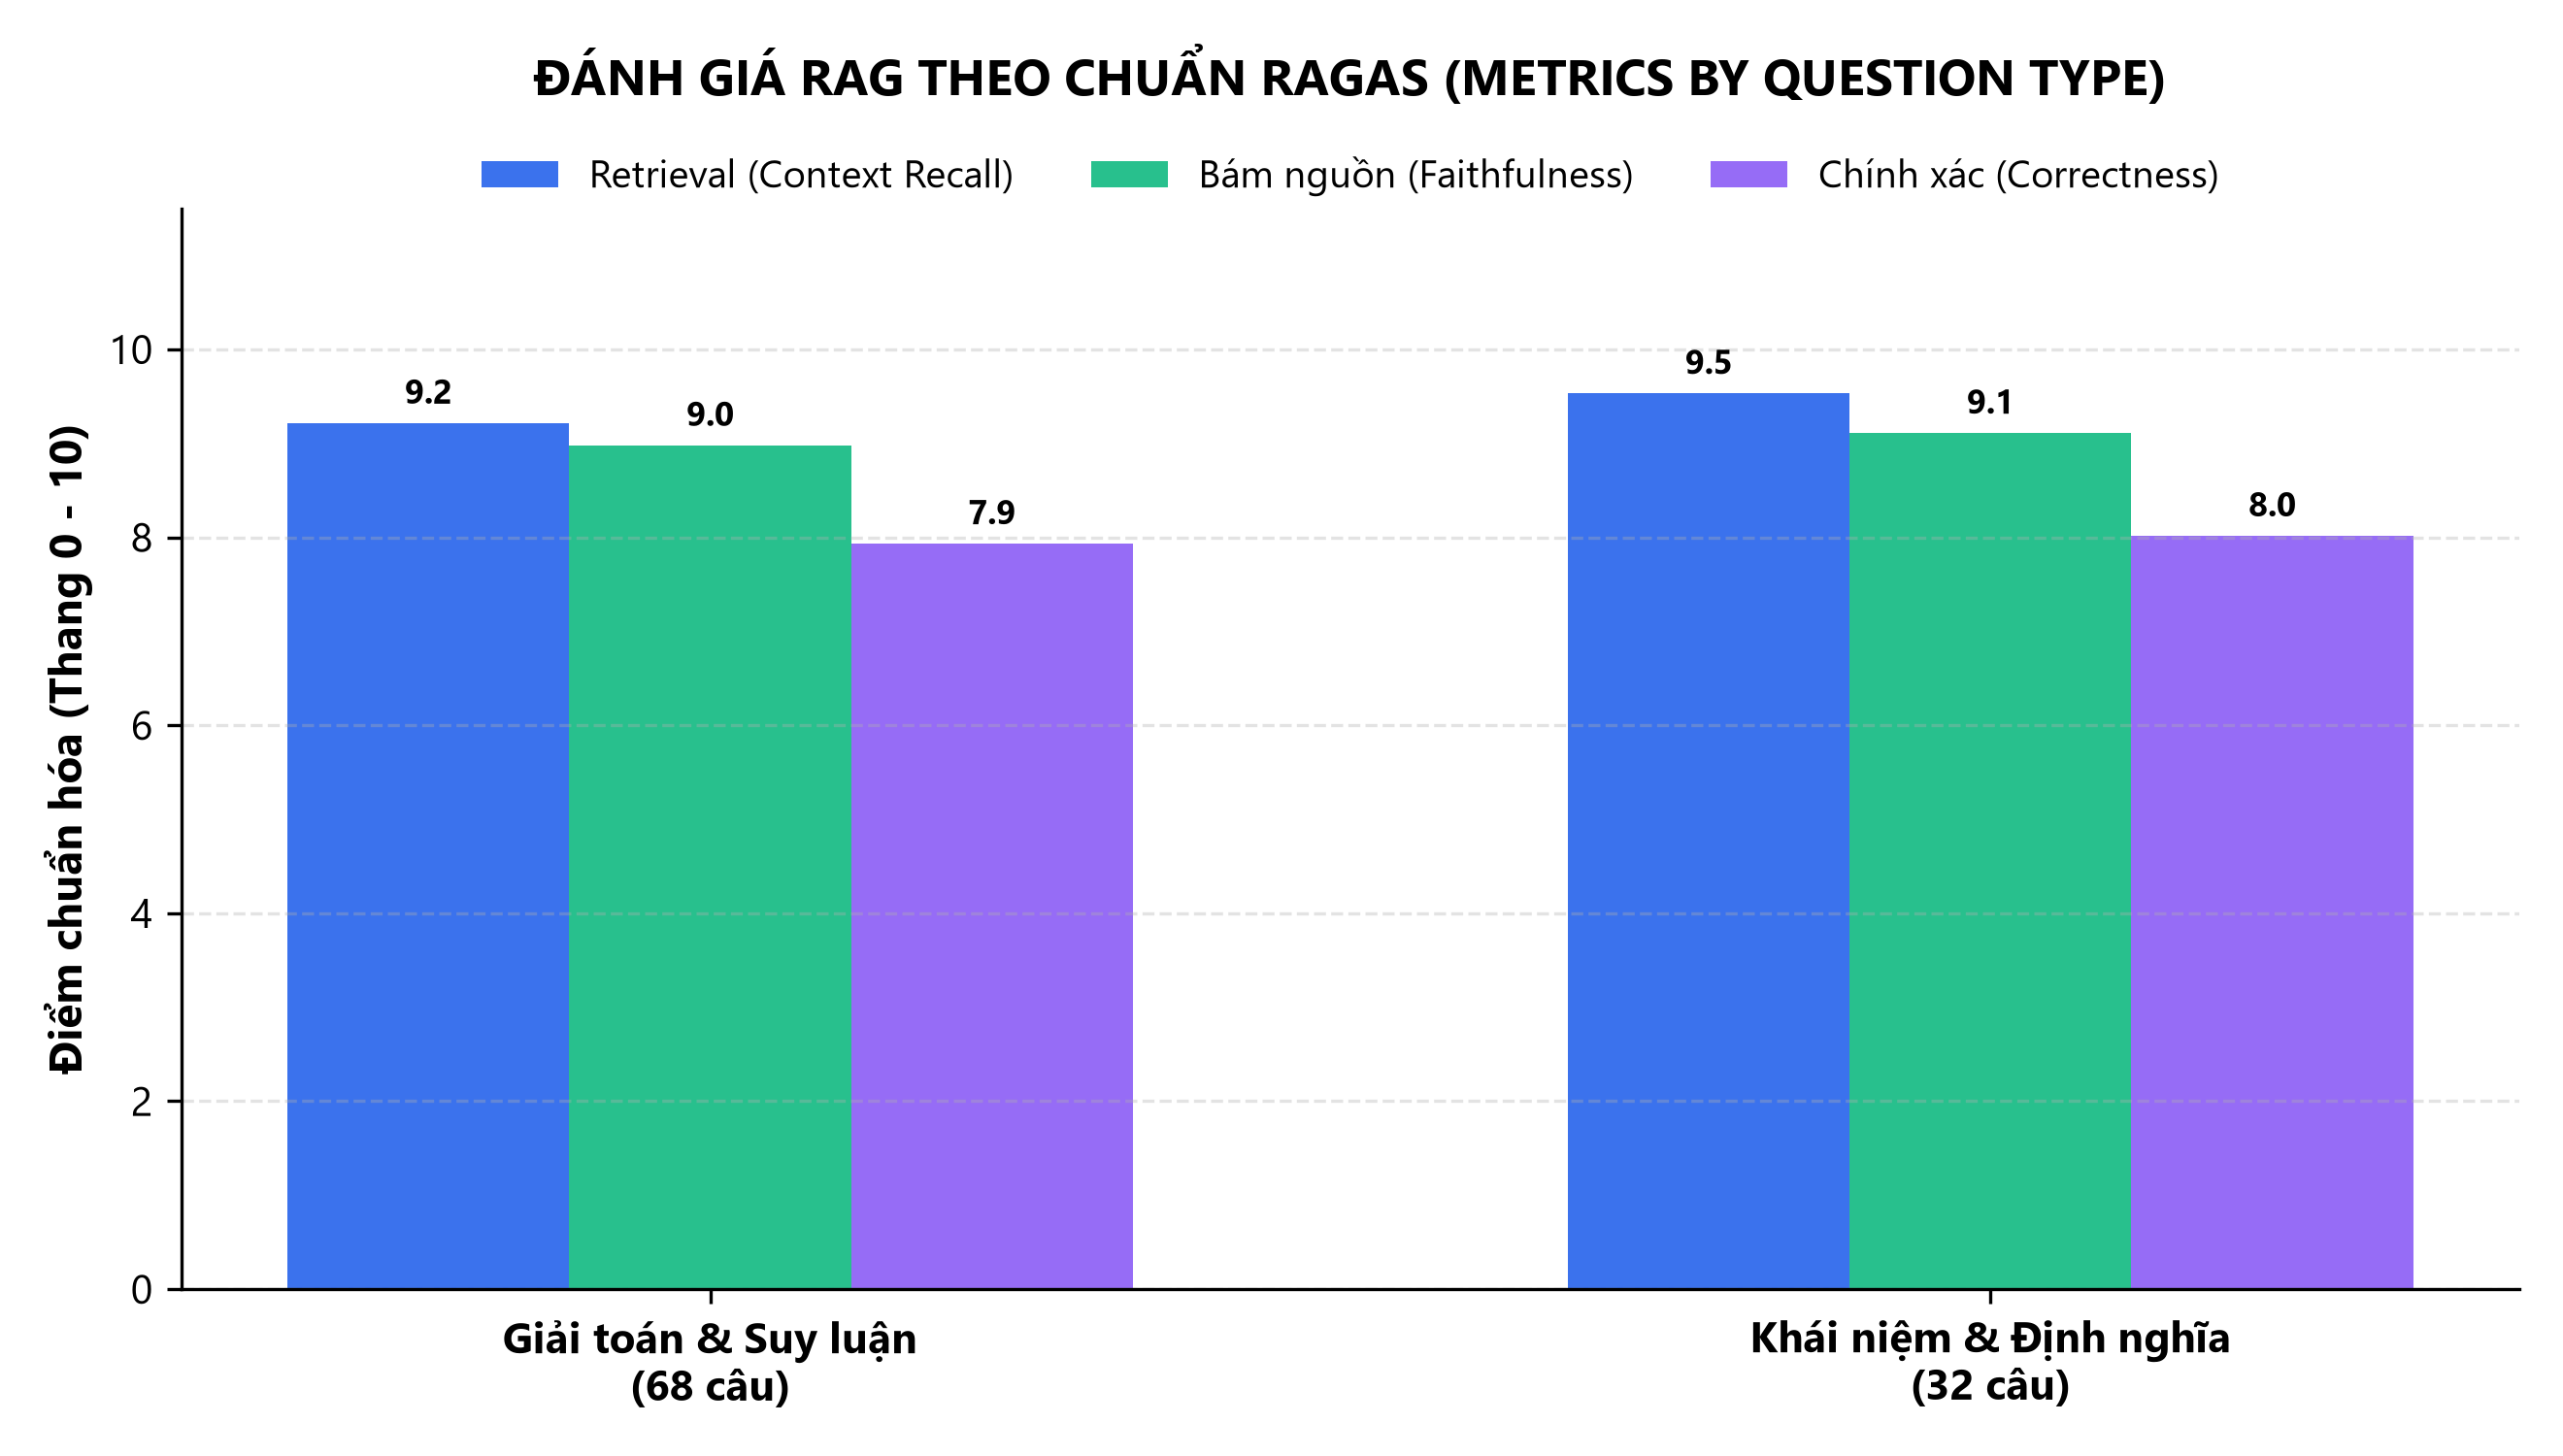 ĐÁNH GIÁ RAG THEO CHUẨN RAGAS (METRICS BY QUESTION TYPE)
Retrieval (Context Recall)
Bám nguồn (Faithfulness)
Chính xác (Correctness)
Điểm chuẩn hóa (Thang 0 - 10)
10
8
6
4
2
0
9.2
9.0
7.9
9.5
9.1
8.0
Giải toán & Suy luận
(68 câu)
Khái niệm & Định nghĩa
(32 câu)